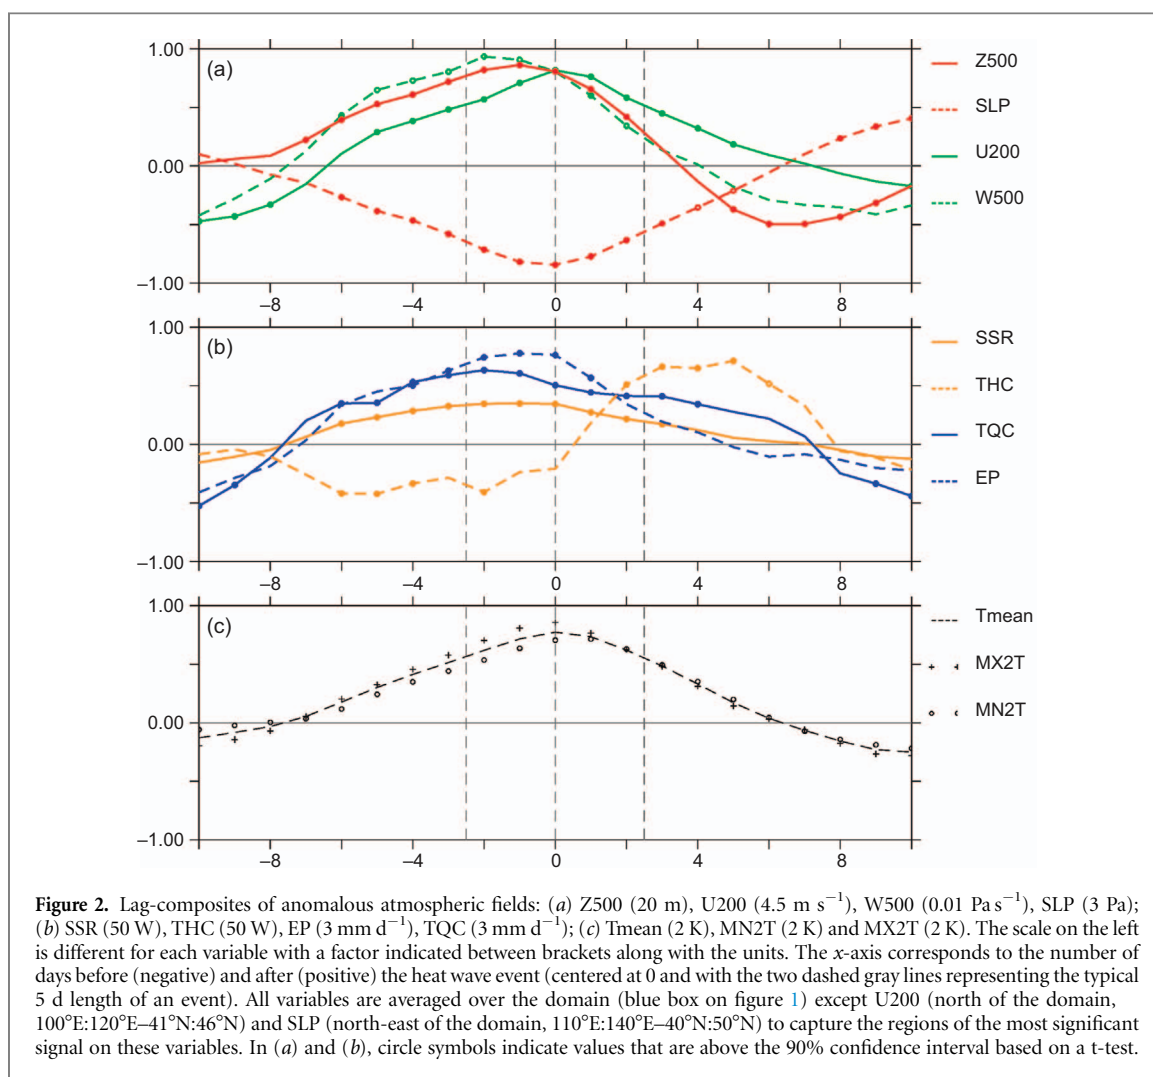 1.00
(a)
0.00
−1.00
−8
−4
0
4
8
Z500
SLP
U200
W500
1.00
(b)
0.00
−1.00
−8
−4
0
4
8
SSR
THC
TQC
EP
1.00
(c)
0.00
−1.00
−8
−4
0
4
8
Tmean
MX2T
MN2T
Figure 2. Lag-composites of anomalous atmospheric fields: (a) Z500 (20 m), U200 (4.5 m s⁻¹), W500 (0.01 Pa s⁻¹), SLP (3 Pa);
(b) SSR (50 W), THC (50 W), EP (3 mm d⁻¹), TQC (3 mm d⁻¹); (c) Tmean (2 K), MN2T (2 K) and MX2T (2 K). The scale on the left
is different for each variable with a factor indicated between brackets along with the units. The x-axis corresponds to the number of
days before (negative) and after (positive) the heat wave event (centered at 0 and with the two dashed gray lines representing the typical
5 d length of an event). All variables are averaged over the domain (blue box on figure 1) except U200 (north of the domain,
100°E:120°E–41°N:46°N) and SLP (north-east of the domain, 110°E:140°E–40°N:50°N) to capture the regions of the most significant
signal on these variables. In (a) and (b), circle symbols indicate values that are above the 90% confidence interval based on a t-test.